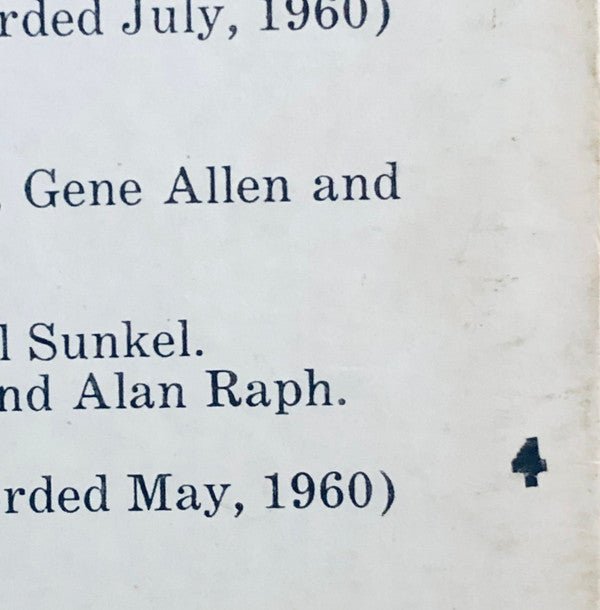 rded July, 1960)
Gene Allen and
l Sunkel.
nd Alan Raph.
4
rded May, 1960)